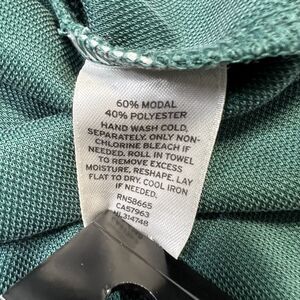 60% MODAL
40% POLYESTER
HAND WASH COLD,
SEPARATELY. ONLY NON-
CHLORINE BLEACH IF
NEEDED. ROLL IN TOWEL
TO REMOVE EXCESS
MOISTURE, RESHAPE, LAY
FLAT TO DRY. COOL IRON
IF NEEDED.
RN58665
CA57963
ML314748